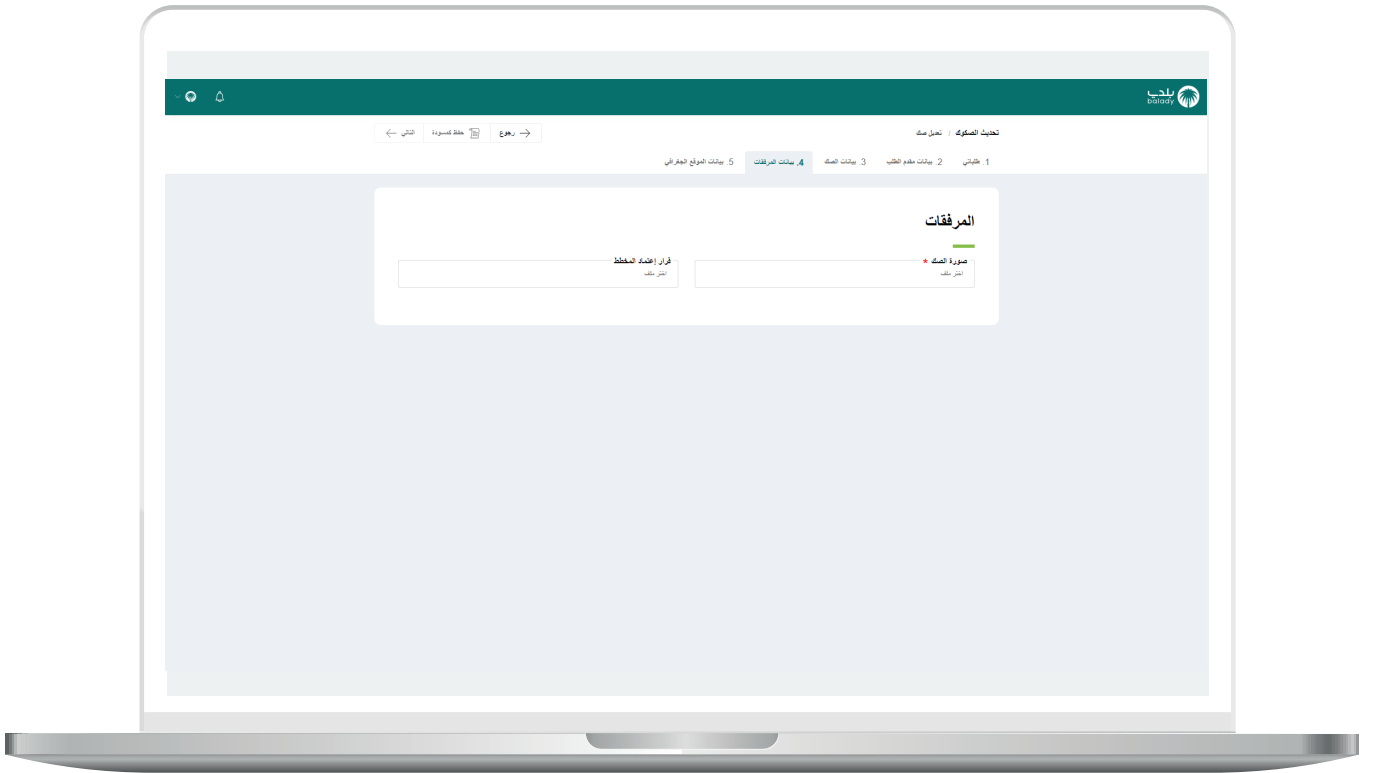 بلدي
balady
تحديث الصكوك / تعديل صك
رجوع
حفظ كمسودة
التالي
1. طلباتي
2. بيانات مقدم الطلب
3. بيانات الصك
4. بيانات المرفقات
5. بيانات الموقع الجغرافي
المرفقات
صورة الصك *
اختر ملف
قرار إعتماد المخطط
اختر ملف